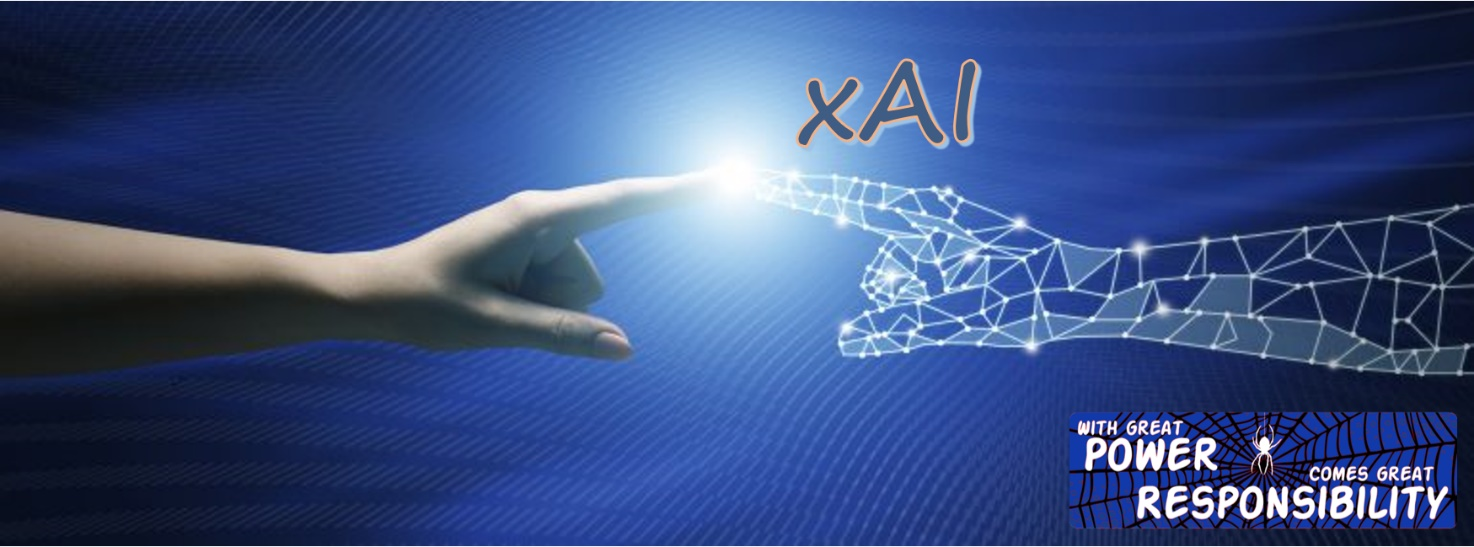 xAI
WITH GREAT
POWER
COMES GREAT
RESPONSIBILITY